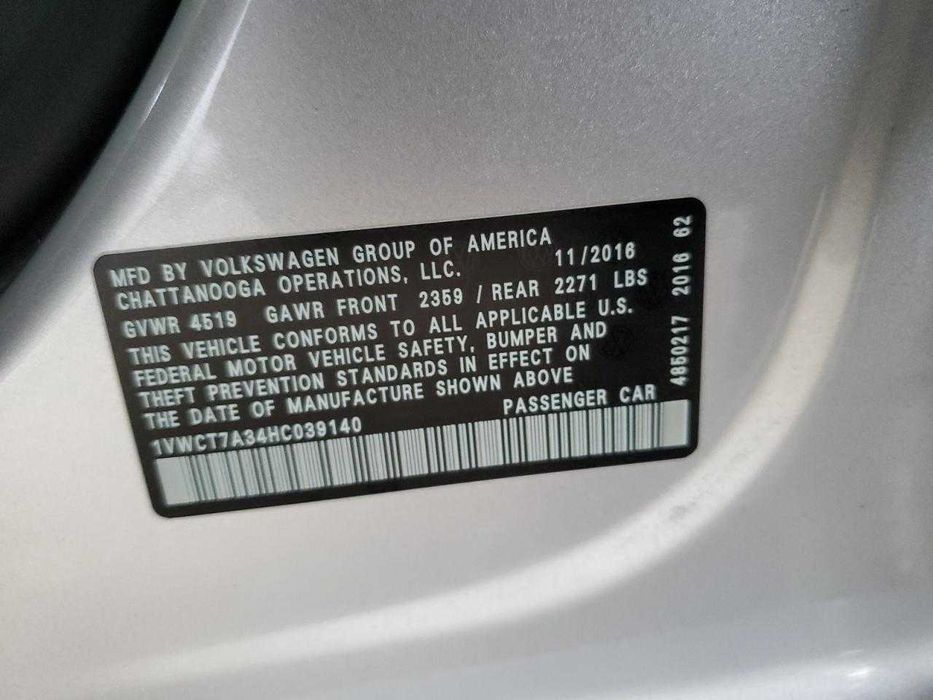 MFD BY VOLKSWAGEN GROUP OF AMERICA
CHATTANOOGA OPERATIONS, LLC. 11/2016
GVWR 4519 GAWR FRONT 2359 / REAR 2271 LBS
THIS VEHICLE CONFORMS TO ALL APPLICABLE U.S.
FEDERAL MOTOR VEHICLE SAFETY, BUMPER AND
THEFT PREVENTION STANDARDS IN EFFECT ON
THE DATE OF MANUFACTURE SHOWN ABOVE
1VWCT7A34HC039140 PASSENGER CAR
4850217 2016 62